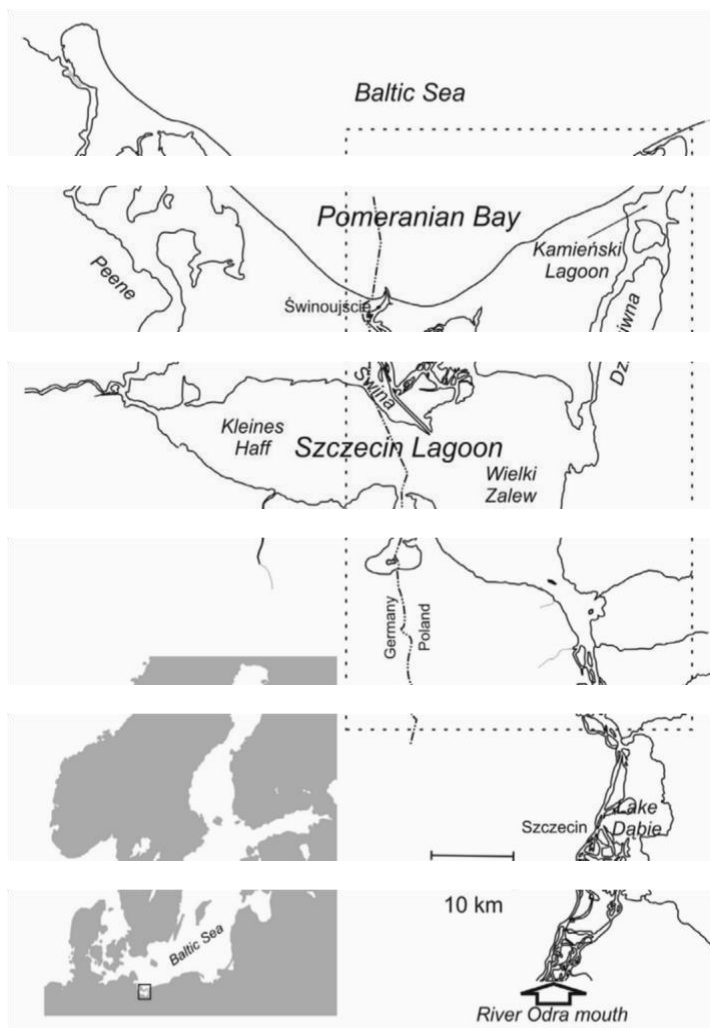 Baltic Sea
Pomeranian Bay
Kamieński
Lagoon
Peene
Świnoujście
Dziwna
Świna
Kleines
Haff
Szczecin Lagoon
Wielki
Zalew
Germany
Poland
Szczecin
Lake
Dąbie
10 km
Baltic Sea
River Odra mouth